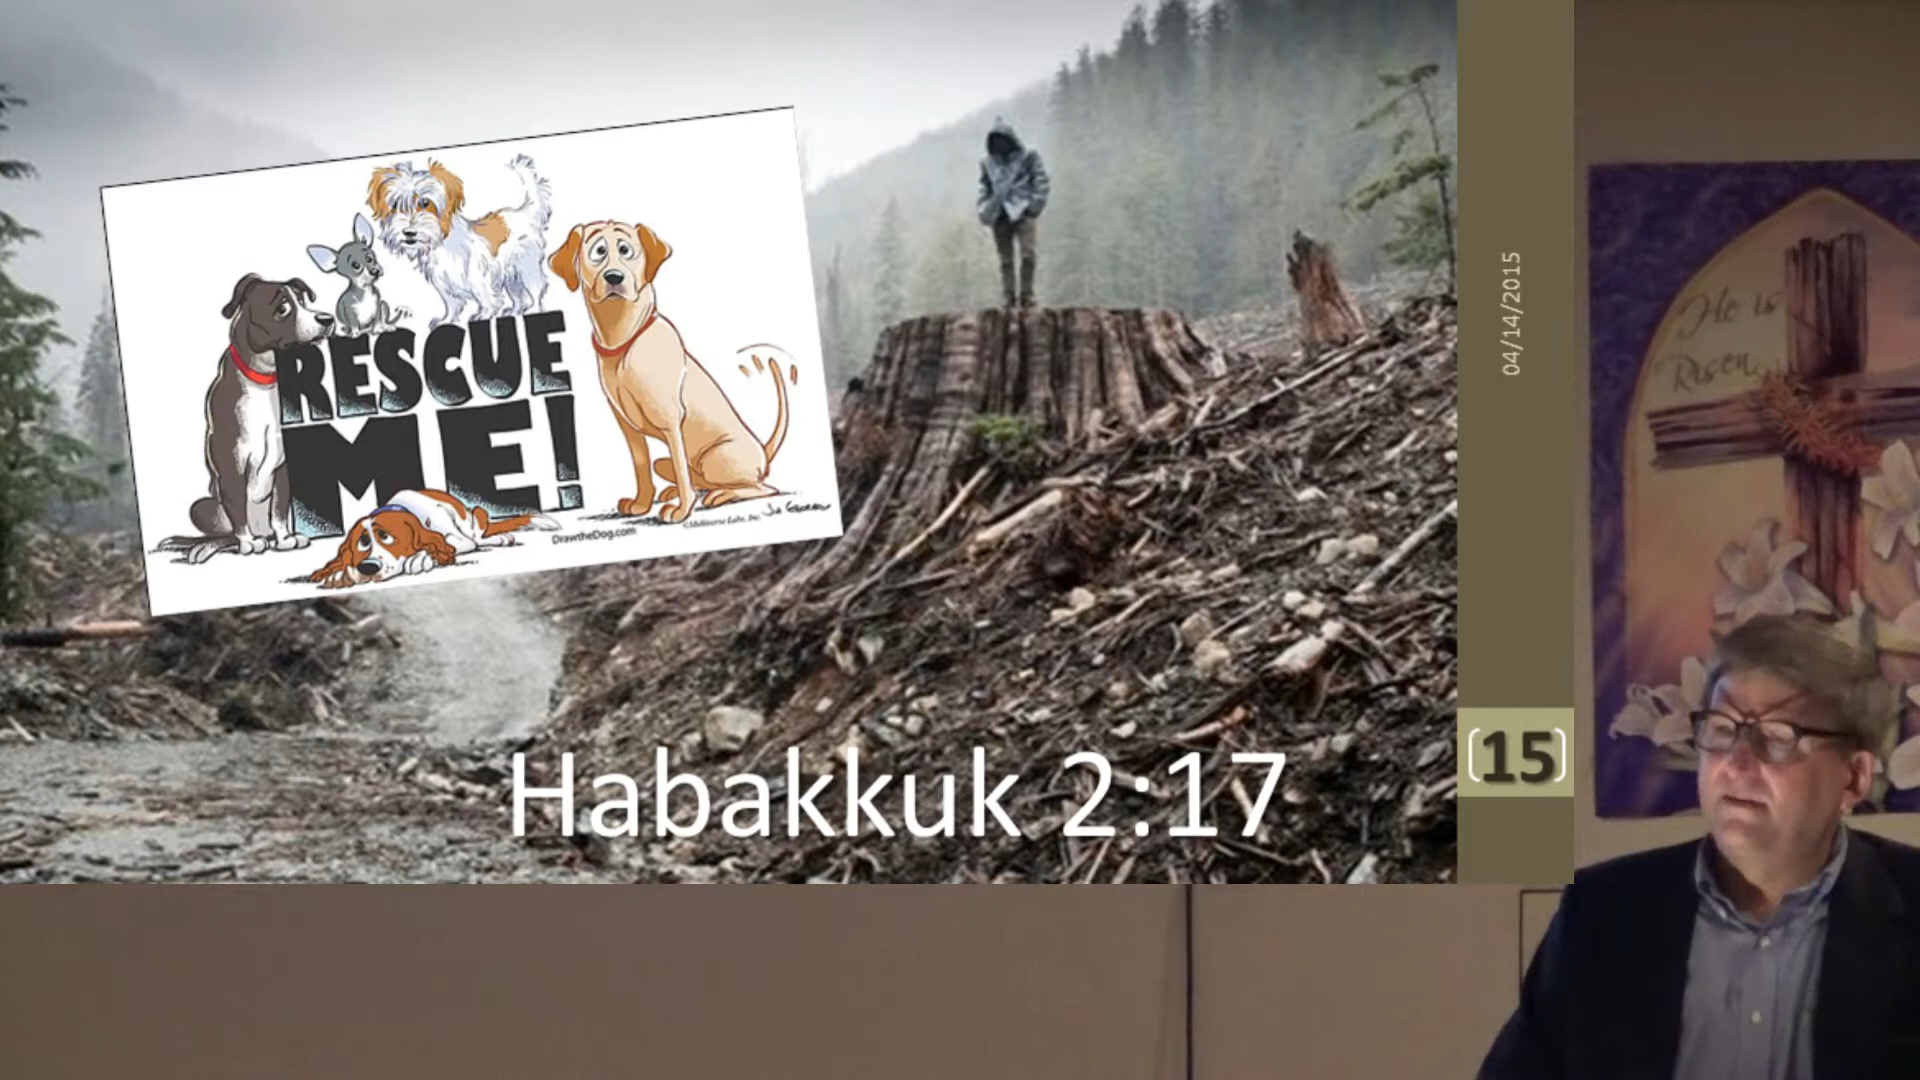 RESCUE
ME!
DrawtheDog.com
Habakkuk 2:17
04/14/2015
15
He is
Risen